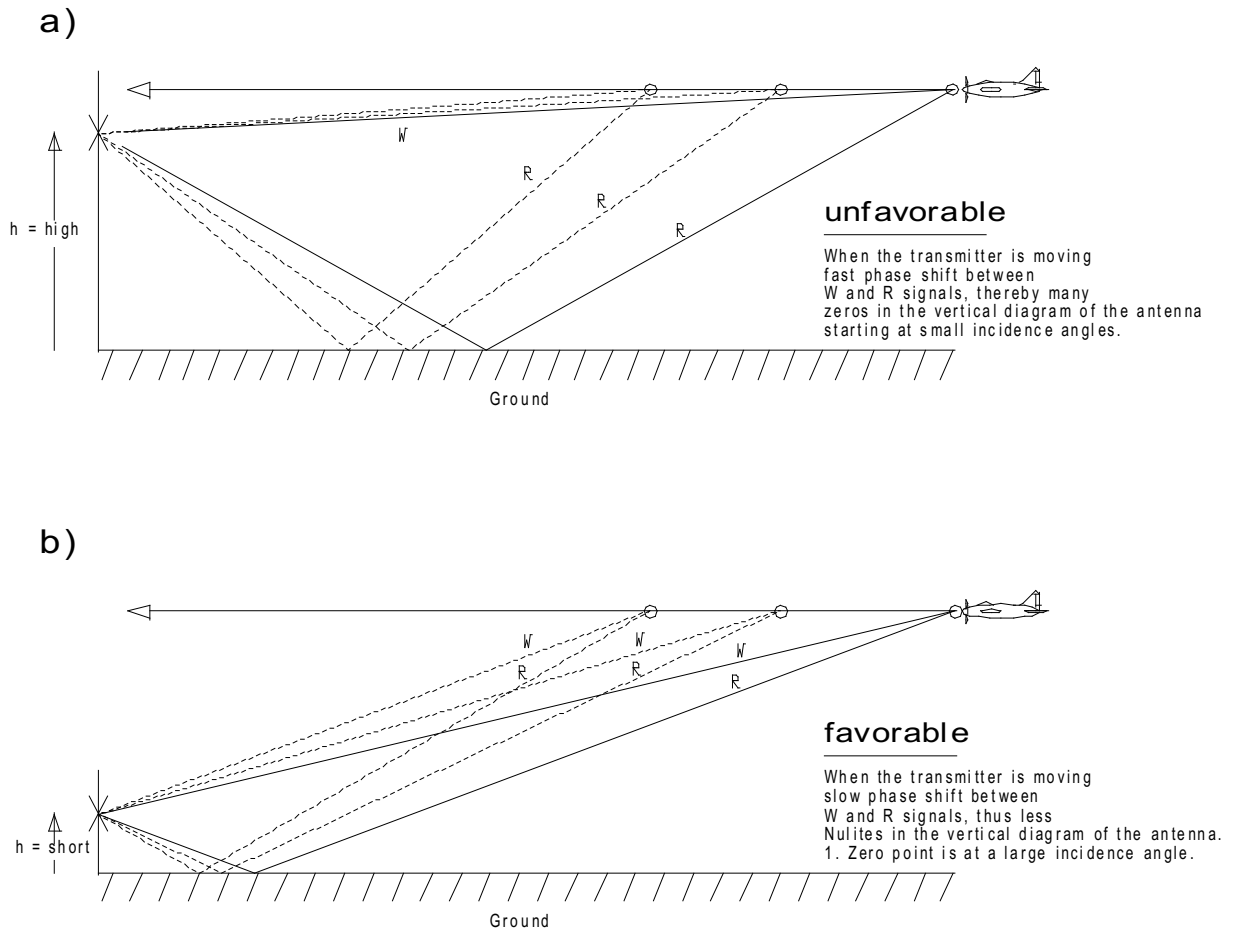 a)
W
R
R
R
h = high
unfavorable
When the transmitter is moving
fast phase shift between
W and R signals, thereby many
zeros in the vertical diagram of the antenna
starting at small incidence angles.
Ground
b)
W
W
W
R
R
R
favorable
When the transmitter is moving
slow phase shift between
W and R signals, thus less
Nulites in the vertical diagram of the antenna.
1. Zero point is at a large incidence angle.
h = short
Ground